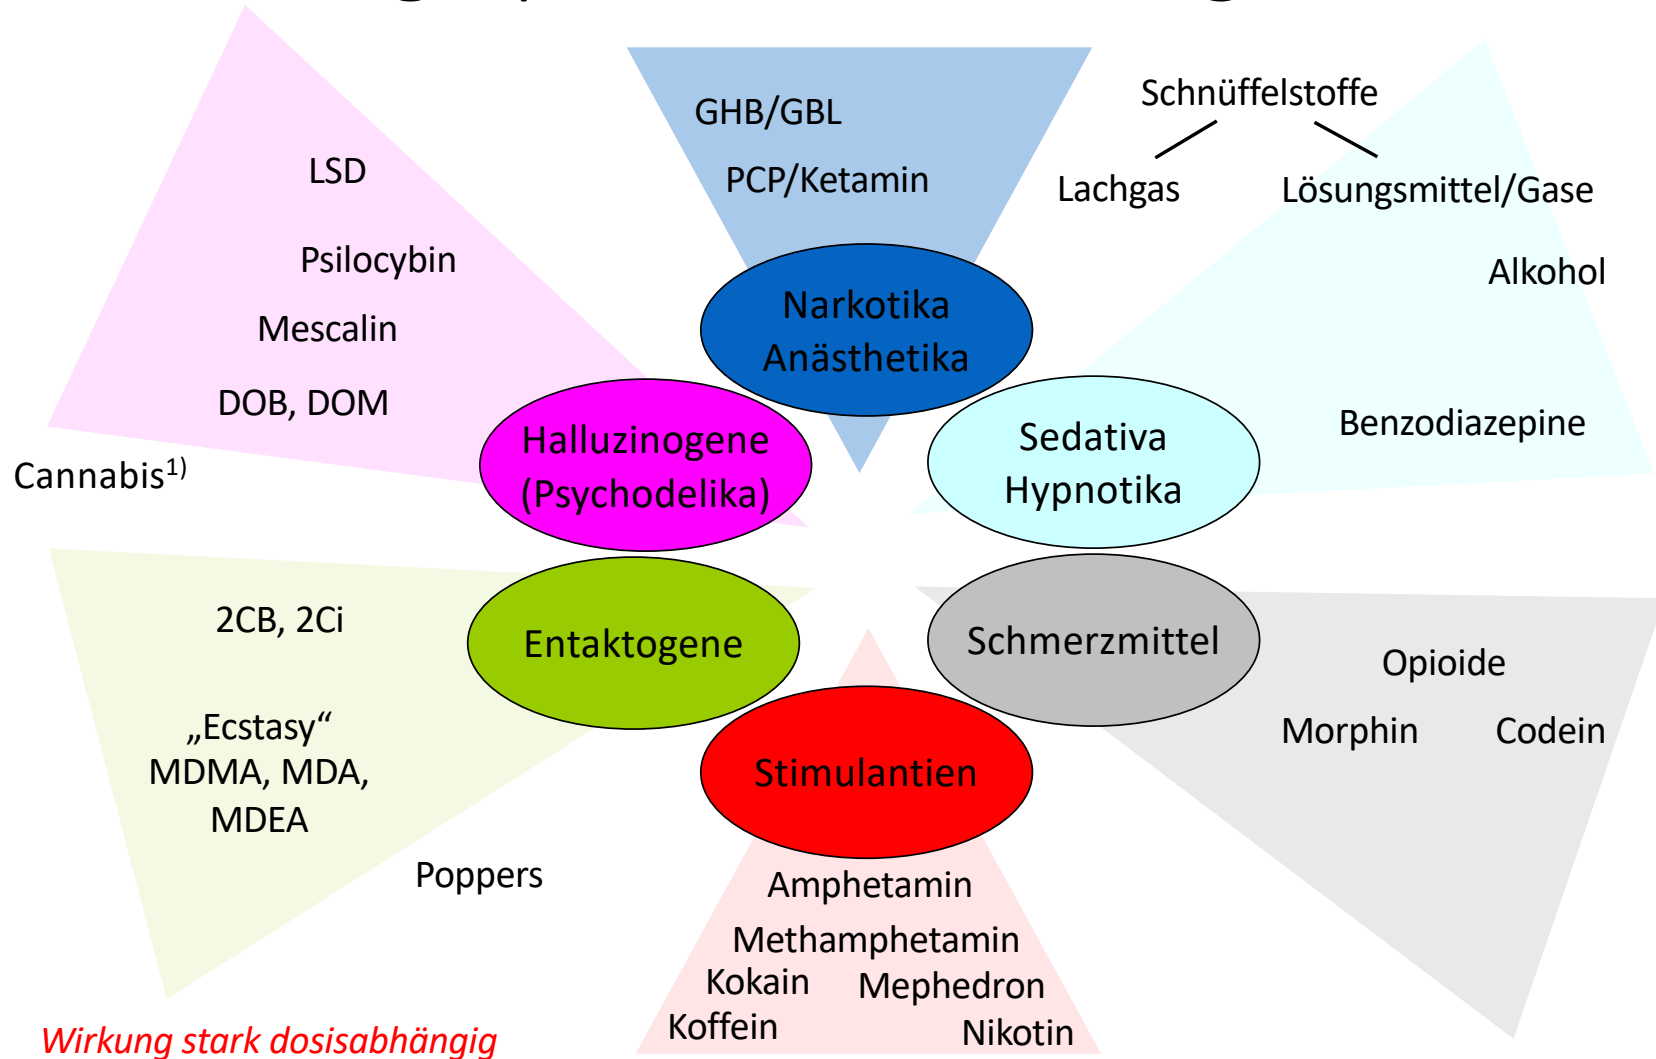 GHB/GBL
PCP/Ketamin
Schnüffelstoffe
Lachgas
Lösungsmittel/Gase
Alkohol
Benzodiazepine
LSD
Psilocybin
Mescalin
DOB, DOM
Cannabis¹⁾
Narkotika
Anästhetika
Halluzinogene
(Psychodelika)
Sedativa
Hypnotika
Entaktogene
Schmerzmittel
Stimulantien
2CB, 2Ci
„Ecstasy“
MDMA, MDA,
MDEA
Poppers
Opioide
Morphin Codein
Amphetamin
Methamphetamin
Kokain Mephedron
Koffein Nikotin
Wirkung stark dosisabhängig